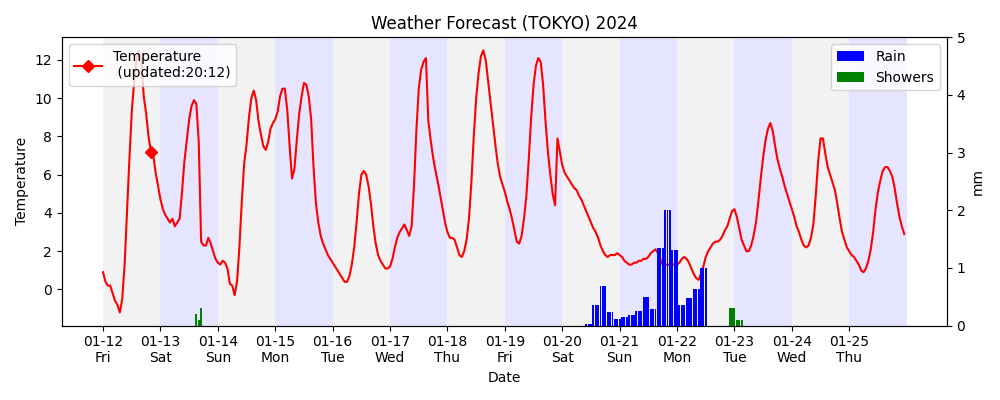 Weather Forecast (TOKYO) 2024
Temperature
(updated:20:12)
Rain
Showers
Temperature
12
10
8
6
4
2
0
5
4
3
2
1
0
mm
01-12 01-13 01-14 01-15 01-16 01-17 01-18 01-19 01-20 01-21 01-22 01-23 01-24 01-25
Fri Sat Sun Mon Tue Wed Thu Fri Sat Sun Mon Tue Wed Thu
Date